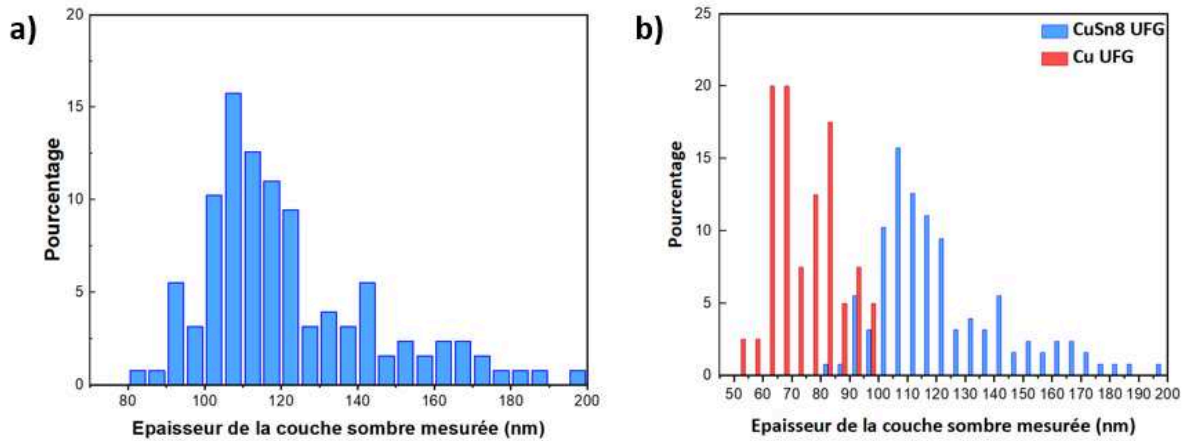 a)
20
15
10
5
0
Pourcentage
80 100 120 140 160 180 200
Epaisseur de la couche sombre mesurée (nm)
b)
CuSn8 UFG
Cu UFG
25
20
15
10
5
0
Pourcentage
50 60 70 80 90 100 110 120 130 140 150 160 170 180 190 200
Epaisseur de la couche sombre mesurée (nm)